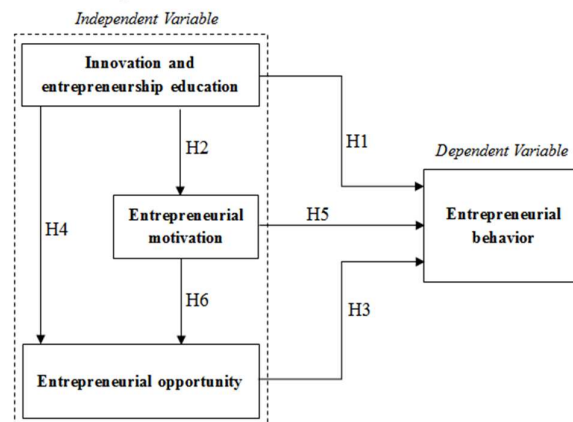 Independent Variable
Innovation and
entrepreneurship education
H1
H2
Dependent Variable
Entrepreneurial
motivation
H5
Entrepreneurial
behavior
H4
H6
H3
Entrepreneurial opportunity